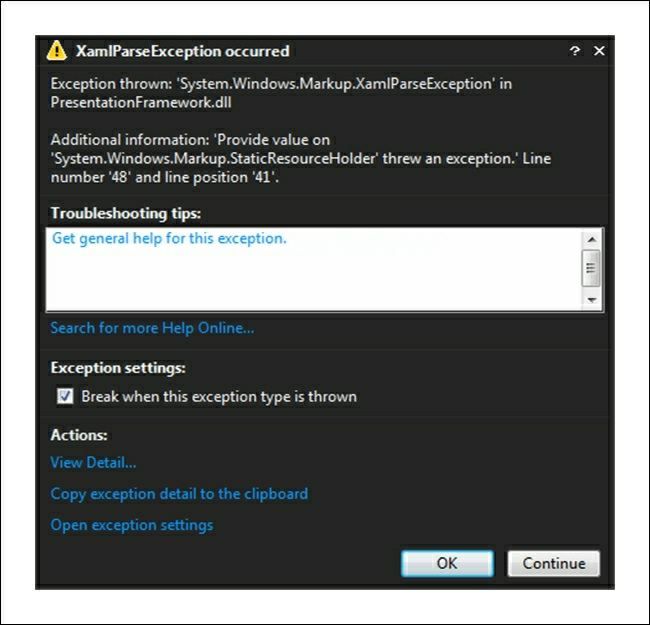 XamlParseException occurred
Exception thrown: 'System.Windows.Markup.XamlParseException' in
PresentationFramework.dll
Additional information: 'Provide value on
'System.Windows.Markup.StaticResourceHolder' threw an exception.' Line
number '48' and line position '41'.
Troubleshooting tips:
Get general help for this exception.
Search for more Help Online...
Exception settings:
Break when this exception type is thrown
Actions:
View Detail...
Copy exception detail to the clipboard
Open exception settings
OK Continue